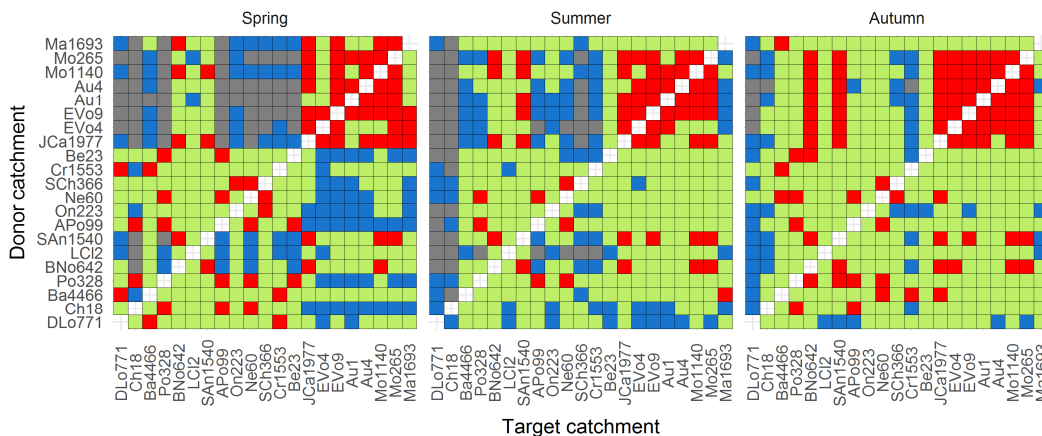 Spring Summer Autumn
Donor catchment
Ma1693
Mo265
Mo1140
Au4
Au1
EVo9
EVo4
JCa1977
Be23
Cr1553
SCh366
Ne60
On223
APo99
SAn1540
LCl2
BNo642
Po328
Ba4466
Ch18
DLo771
DLo771 Ch18 Ba4466 Po328 BNo642 LCl2 SAn1540 APo99 On223 Ne60 SCh366 Cr1553 Be23 JCa1977 EVo4 EVo9 Au1 Au4 Mo1140 Mo265 Ma1693
DLo771 Ch18 Ba4466 Po328 BNo642 LCl2 SAn1540 APo99 On223 Ne60 SCh366 Cr1553 Be23 JCa1977 EVo4 EVo9 Au1 Au4 Mo1140 Mo265 Ma1693
DLo771 Ch18 Ba4466 Po328 BNo642 LCl2 SAn1540 APo99 On223 Ne60 SCh366 Cr1553 Be23 JCa1977 EVo4 EVo9 Au1 Au4 Mo1140 Mo265 Ma1693
Target catchment